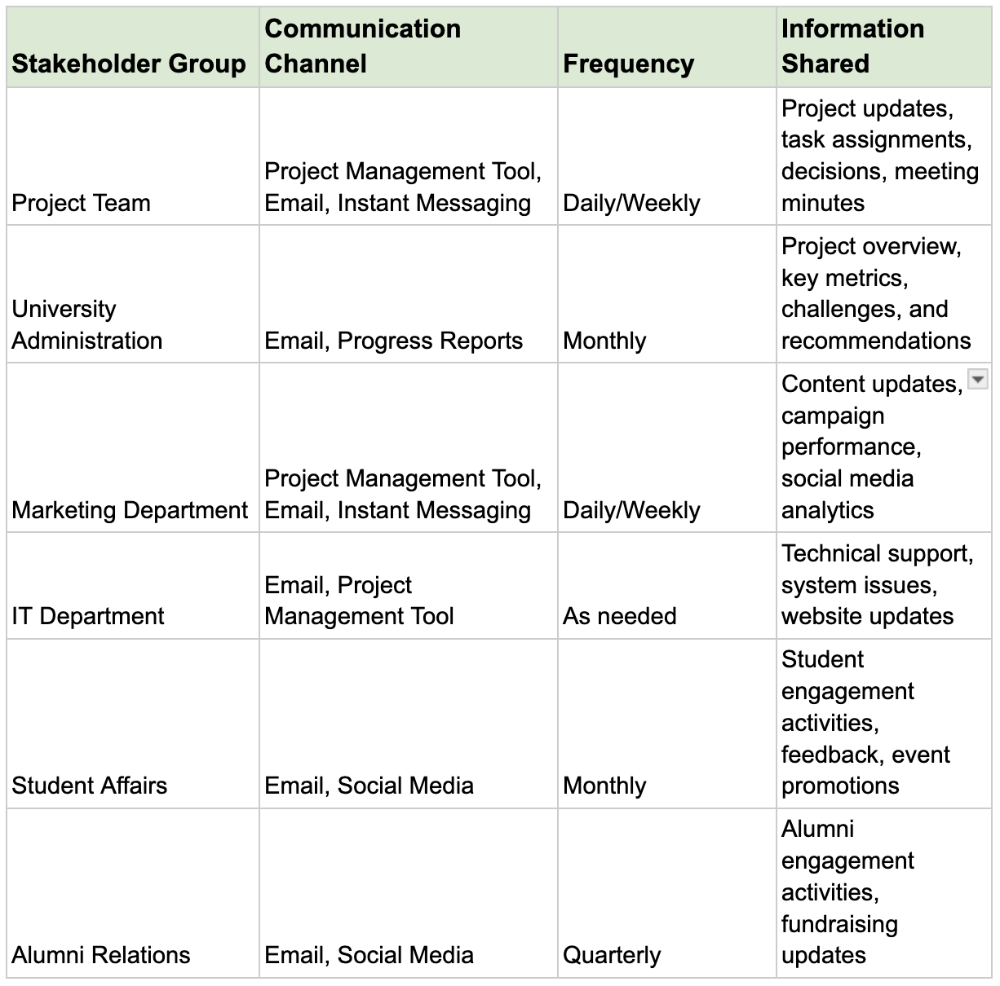 Stakeholder Group
Communication
Channel
Frequency
Information
Shared
Project Team
Project Management Tool,
Email, Instant Messaging
Daily/Weekly
Project updates,
task assignments,
decisions, meeting
minutes
University
Administration
Email, Progress Reports
Monthly
Project overview,
key metrics,
challenges, and
recommendations
Marketing Department
Project Management Tool,
Email, Instant Messaging
Daily/Weekly
Content updates,
campaign
performance,
social media
analytics
IT Department
Email, Project
Management Tool
As needed
Technical support,
system issues,
website updates
Student Affairs
Email, Social Media
Monthly
Student
engagement
activities,
feedback, event
promotions
Alumni Relations
Email, Social Media
Quarterly
Alumni
engagement
activities,
fundraising
updates